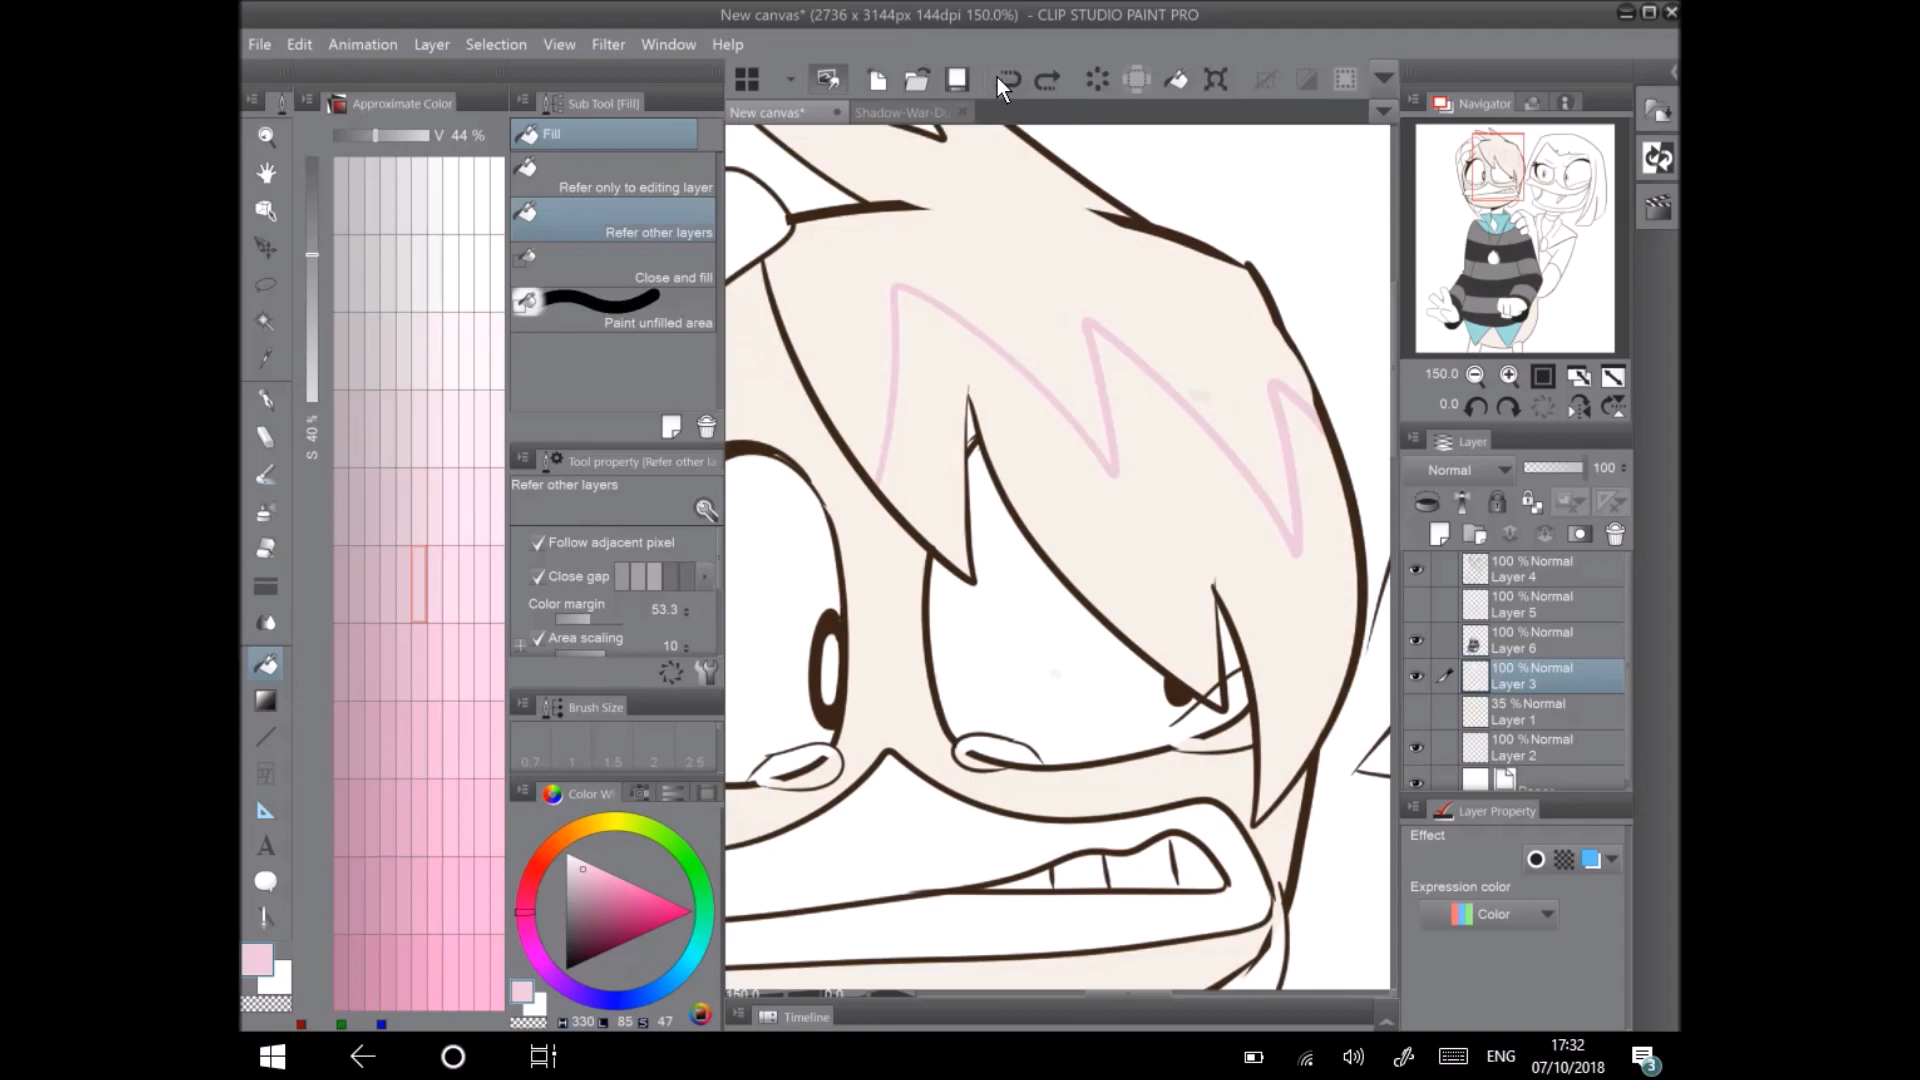 New canvas* (2736 x 3144px 144dpi 150.0%) - CLIP STUDIO PAINT PRO
File Edit Animation Layer Selection View Filter Window Help
Approximate Color
Sub Tool [Fill]
New canvas*
Shadow-War-Du
Navigator
V 44 %
S 40 %
Fill
Refer only to editing layer
Refer other layers
Close and fill
Paint unfilled area
Tool property [Refer other la
Refer other layers
Follow adjacent pixel
Close gap
Color margin 53.3
Area scaling 10
Brush Size
0.7 1 1.5 2 2.5
Color W
H 330 L 85 S 47
150.0 0.0
Timeline
150.0
0.0
Layer
Normal 100
100 % Normal
Layer 4
100 % Normal
Layer 5
100 % Normal
Layer 6
100 % Normal
Layer 3
35 % Normal
Layer 1
100 % Normal
Layer 2
Layer Property
Effect
Expression color
Color
ENG
17:32
07/10/2018
3